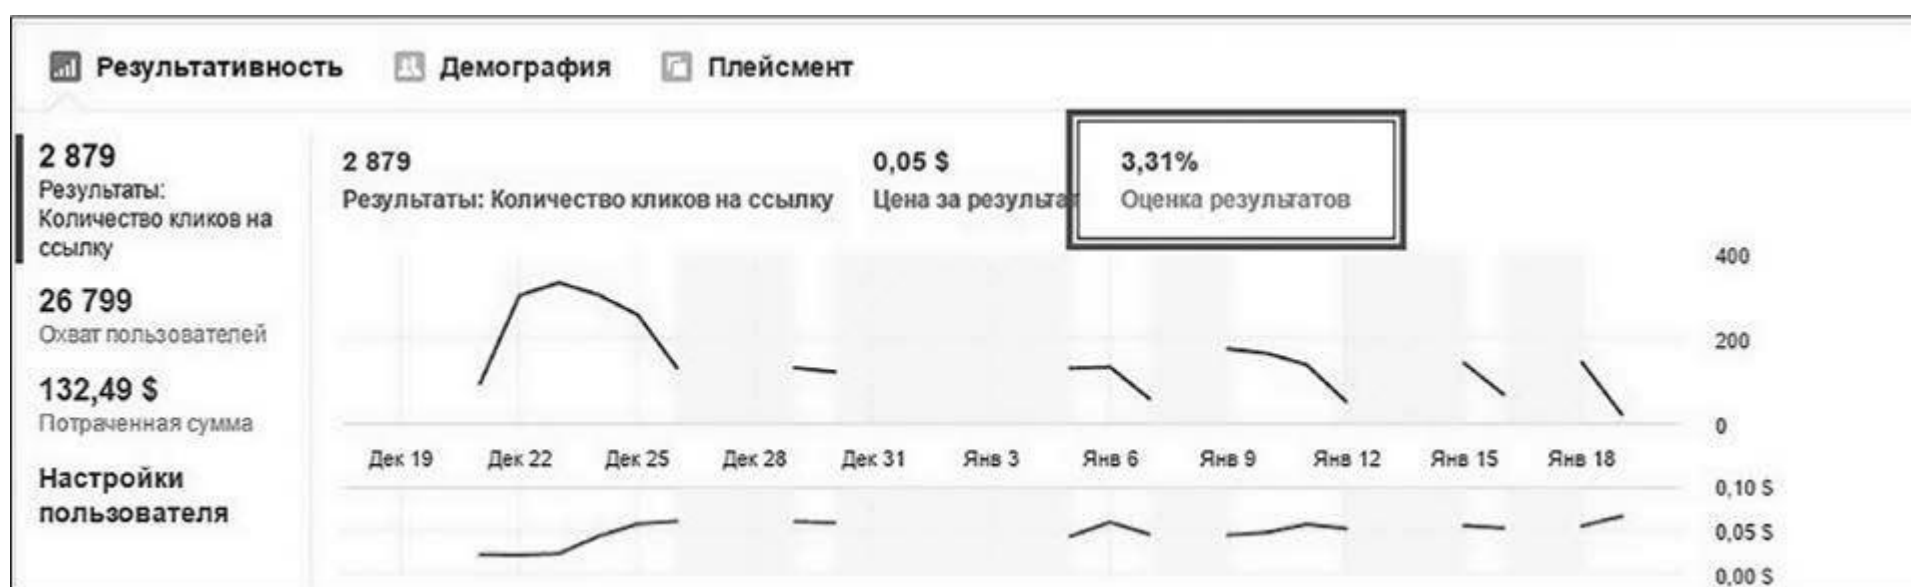 Результативность Демография Плейсмент
2 879
Результаты:
Количество кликов на
ссылку
26 799
Охват пользователей
132,49 $
Потраченная сумма
Настройки
пользователя
2 879 0,05 $ 3,31%
Результаты: Количество кликов на ссылку Цена за результат Оценка результатов
400
200
0
Дек 19 Дек 22 Дек 25 Дек 28 Дек 31 Янв 3 Янв 6 Янв 9 Янв 12 Янв 15 Янв 18
0,10 $
0,05 $
0,00 $